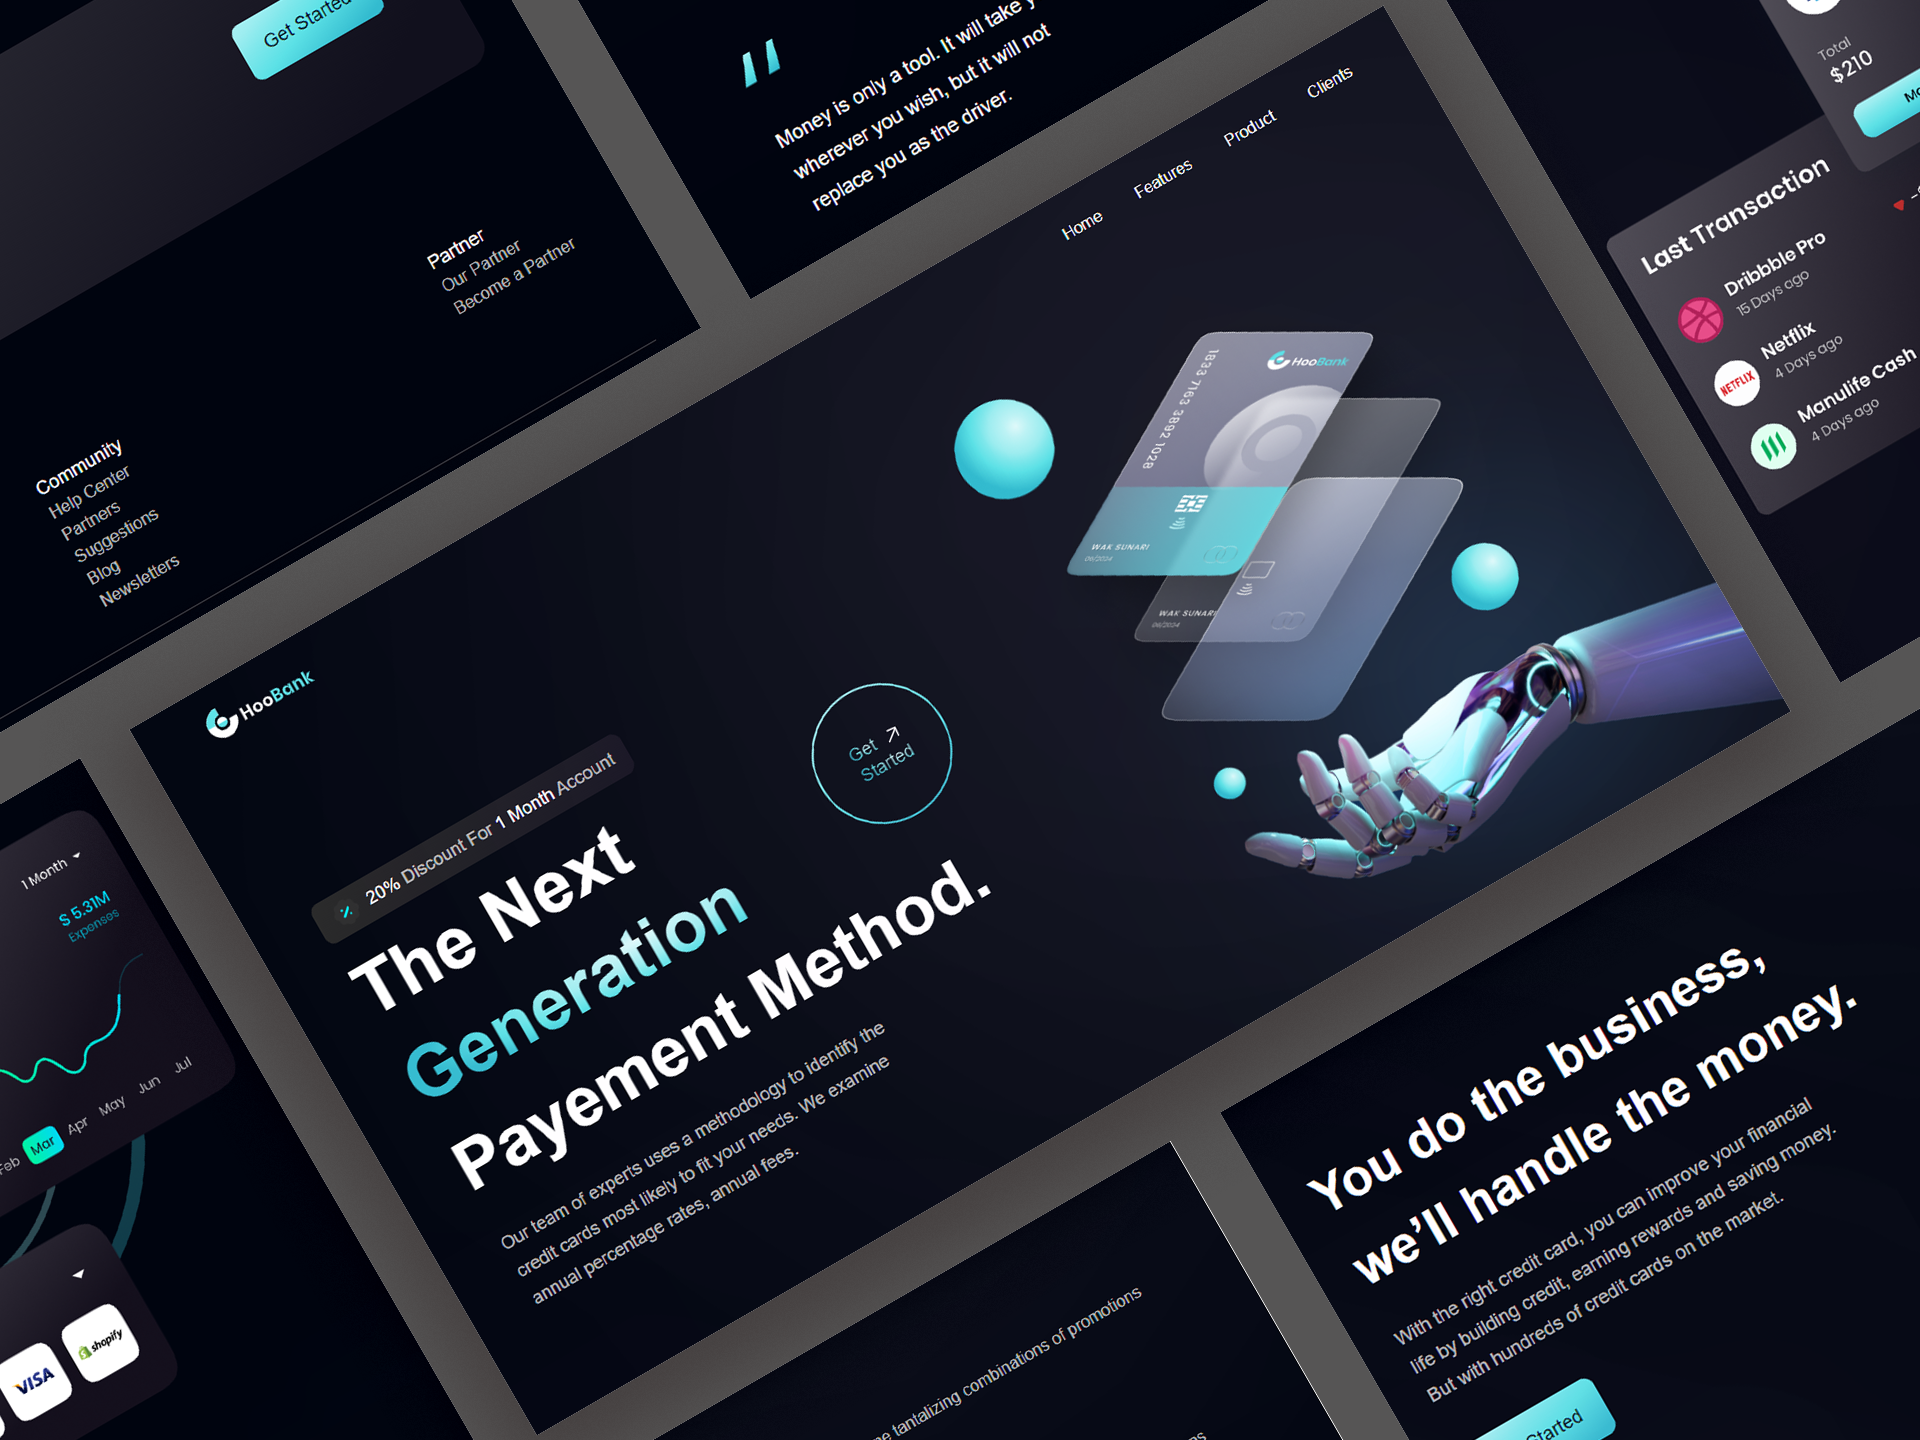 Get Started
Partner
Our Partner
Become a Partner
Community
Help Center
Partners
Suggestions
Blog
Newsletters
Money is only a tool. It will take
wherever you wish, but it will not
replace you as the driver.
Total
$210
Last Transaction
Dribbble Pro
15 Days ago
Netflix
4 Days ago
NETFLIX
Manulife Cash
4 Days ago
HooBank
Home
Features
Product
Clients
20% Discount For 1 Month Account
The Next
Generation
Payement Method.
Get
Started
Our team of experts uses a methodology to identify the
credit cards most likely to fit your needs. We examine
annual percentage rates, annual fees.
HooBank
1833 7163 3892 1028
WAK SUNARI
06/2024
WAK SUNARI
06/2024
1 Month
$ 5.31M
Expenses
Feb
Mar
Apr
May
Jun
Jul
VISA
shopify
tantalizing combinations of promotions
You do the business,
we’ll handle the money.
With the right credit card, you can improve your financial
life by building credit, earning rewards and saving money.
But with hundreds of credit cards on the market.
Started